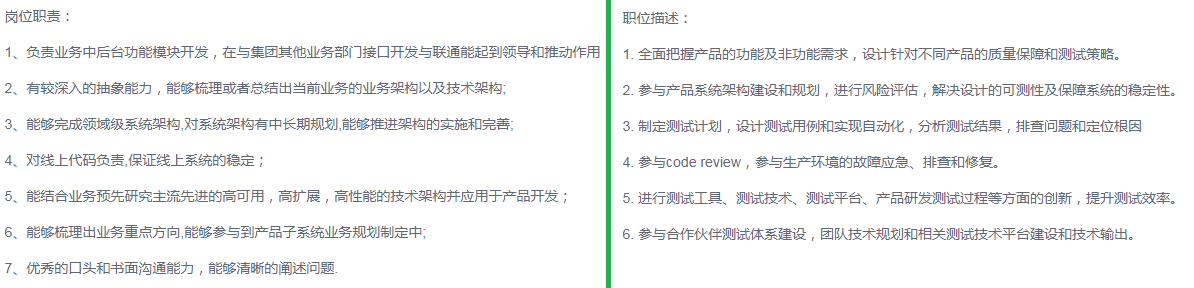 岗位职责：
1、负责业务中后台功能模块开发，在与集团其他业务部门接口开发与联通能起到领导和推动作用
2、有较深入的抽象能力，能够梳理或者总结出当前业务的业务架构以及技术架构;
3、能够完成领域级系统架构,对系统架构有中长期规划,能够推进架构的实施和完善;
4、对线上代码负责,保证线上系统的稳定；
5、能结合业务预先研究主流先进的高可用，高扩展，高性能的技术架构并应用于产品开发；
6、能够梳理出业务重点方向,能够参与到产品子系统业务规划制定中;
7、优秀的口头和书面沟通能力，能够清晰的阐述问题.
职位描述：
1. 全面把握产品的功能及非功能需求，设计针对不同产品的质量保障和测试策略。
2. 参与产品系统架构建设和规划，进行风险评估，解决设计的可测性及保障系统的稳定性。
3. 制定测试计划，设计测试用例和实现自动化，分析测试结果，排查问题和定位根因
4. 参与code review，参与生产环境的故障应急、排查和修复。
5. 进行测试工具、测试技术、测试平台、产品研发测试过程等方面的创新，提升测试效率。
6. 参与合作伙伴测试体系建设，团队技术规划和相关测试技术平台建设和技术输出。